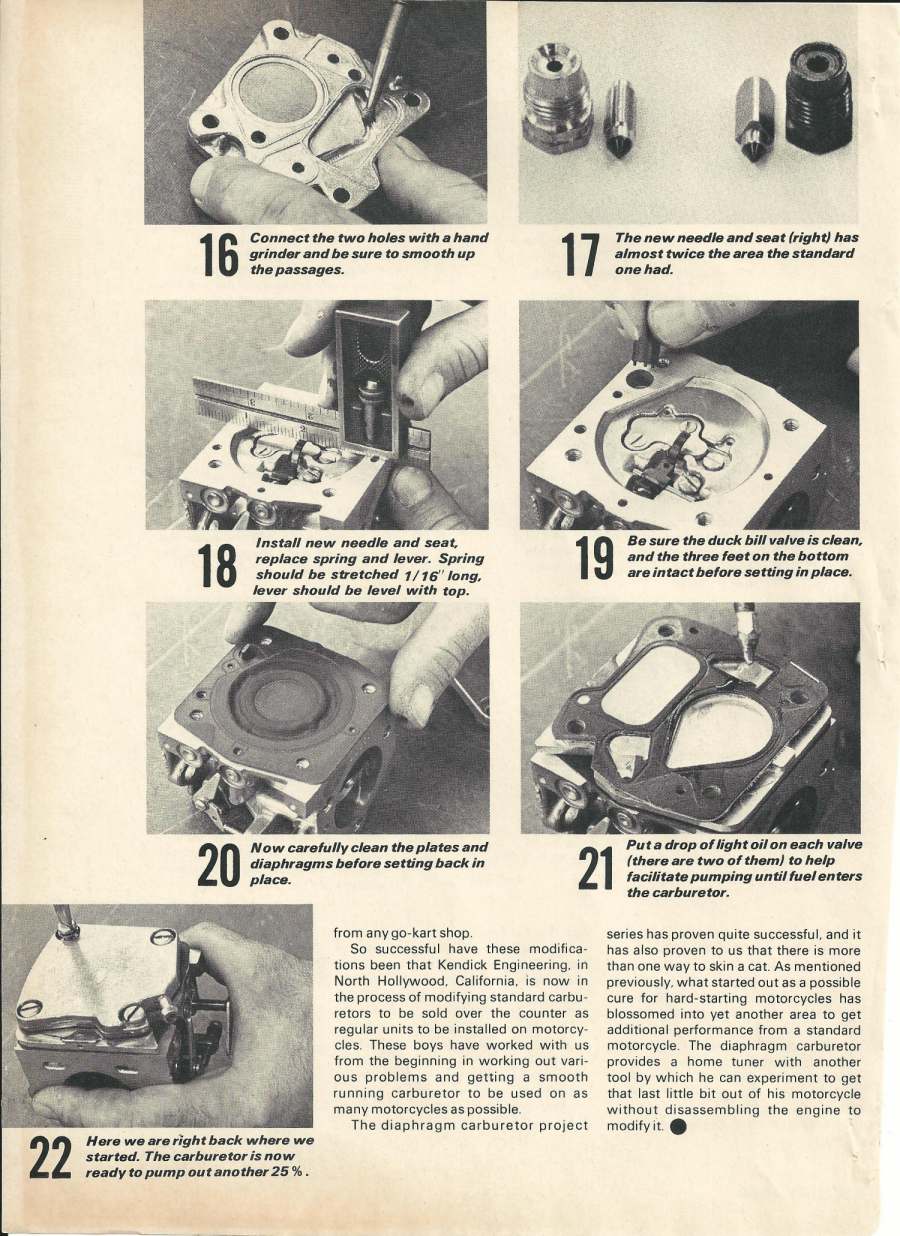 16
Connect the two holes with a hand
grinder and be sure to smooth up
the passages.
17
The new needle and seat (right) has
almost twice the area the standard
one had.
18
Install new needle and seat,
replace spring and lever. Spring
should be stretched 1/16" long,
lever should be level with top.
19
Be sure the duck bill valve is clean,
and the three feet on the bottom
are intact before setting in place.
20
Now carefully clean the plates and
diaphragms before setting back in
place.
21
Put a drop of light oil on each valve
(there are two of them) to help
facilitate pumping until fuel enters
the carburetor.
22
Here we are right back where we
started. The carburetor is now
ready to pump out another 25%.
from any go-kart shop.
So successful have these modifica-
tions been that Kendick Engineering, in
North Hollywood, California, is now in
the process of modifying standard carbu-
retors to be sold over the counter as
regular units to be installed on motorcy-
cles. These boys have worked with us
from the beginning in working out vari-
ous problems and getting a smooth
running carburetor to be used on as
many motorcycles as possible.
The diaphragm carburetor project
series has proven quite successful, and it
has also proven to us that there is more
than one way to skin a cat. As mentioned
previously, what started out as a possible
cure for hard-starting motorcycles has
blossomed into yet another area to get
additional performance from a standard
motorcycle. The diaphragm carburetor
provides a home tuner with another
tool by which he can experiment to get
that last little bit out of his motorcycle
without disassembling the engine to
modify it.